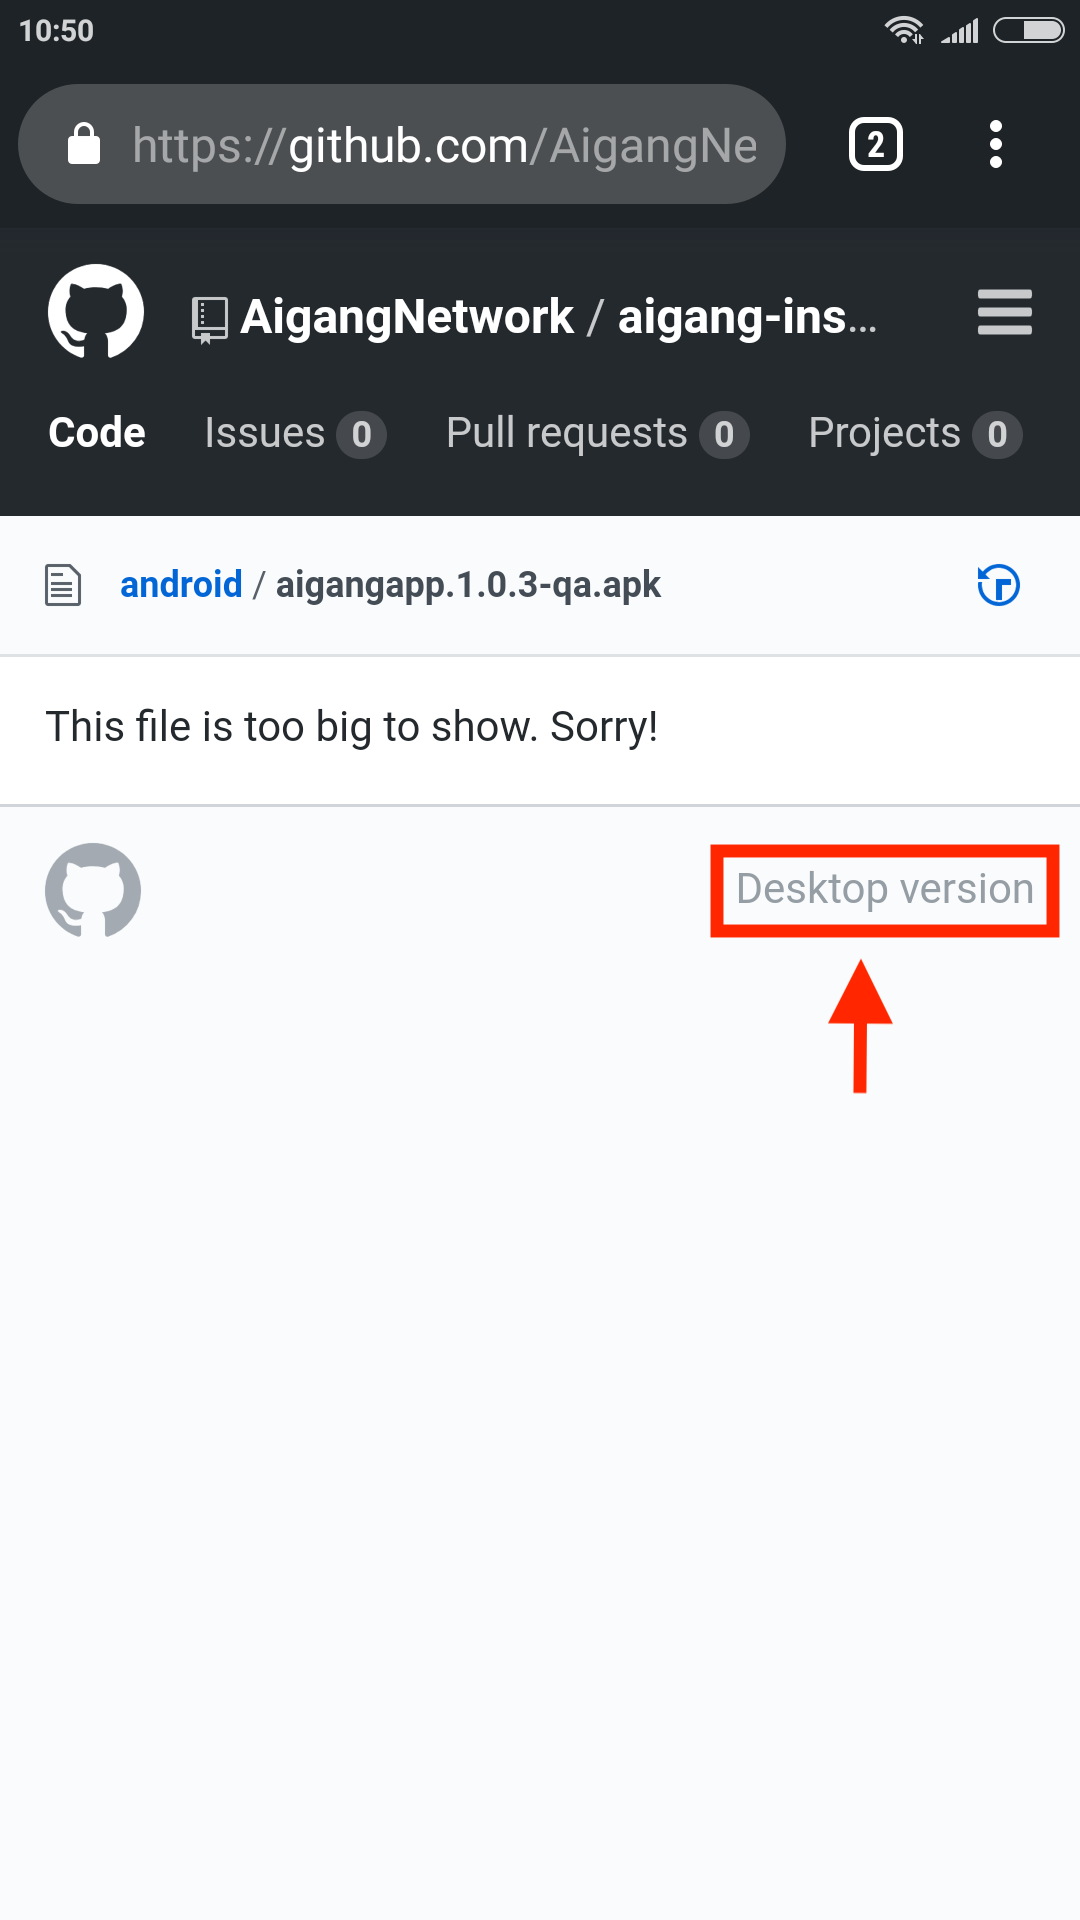 10:50
https://github.com/AigangNe
2
AigangNetwork / aigang-ins...
Code Issues 0 Pull requests 0 Projects 0
android / aigangapp.1.0.3-qa.apk
This file is too big to show. Sorry!
Desktop version